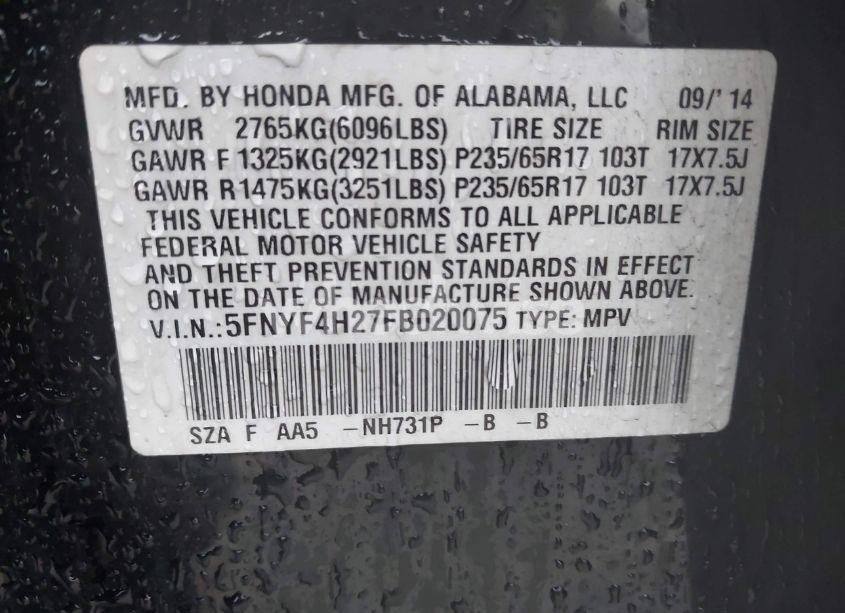 MFD. BY HONDA MFG. OF ALABAMA, LLC 09/' 14
GVWR 2765KG(6096LBS) TIRE SIZE RIM SIZE
GAWR F 1325KG(2921LBS) P235/65R17 103T 17X7.5J
GAWR R1475KG(3251LBS) P235/65R17 103T 17X7.5J
THIS VEHICLE CONFORMS TO ALL APPLICABLE
FEDERAL MOTOR VEHICLE SAFETY
AND THEFT PREVENTION STANDARDS IN EFFECT
ON THE DATE OF MANUFACTURE SHOWN ABOVE.
V.I.N.:5FNYF4H27FB020075 TYPE: MPV
SZA F AA5 -NH731P -B -B